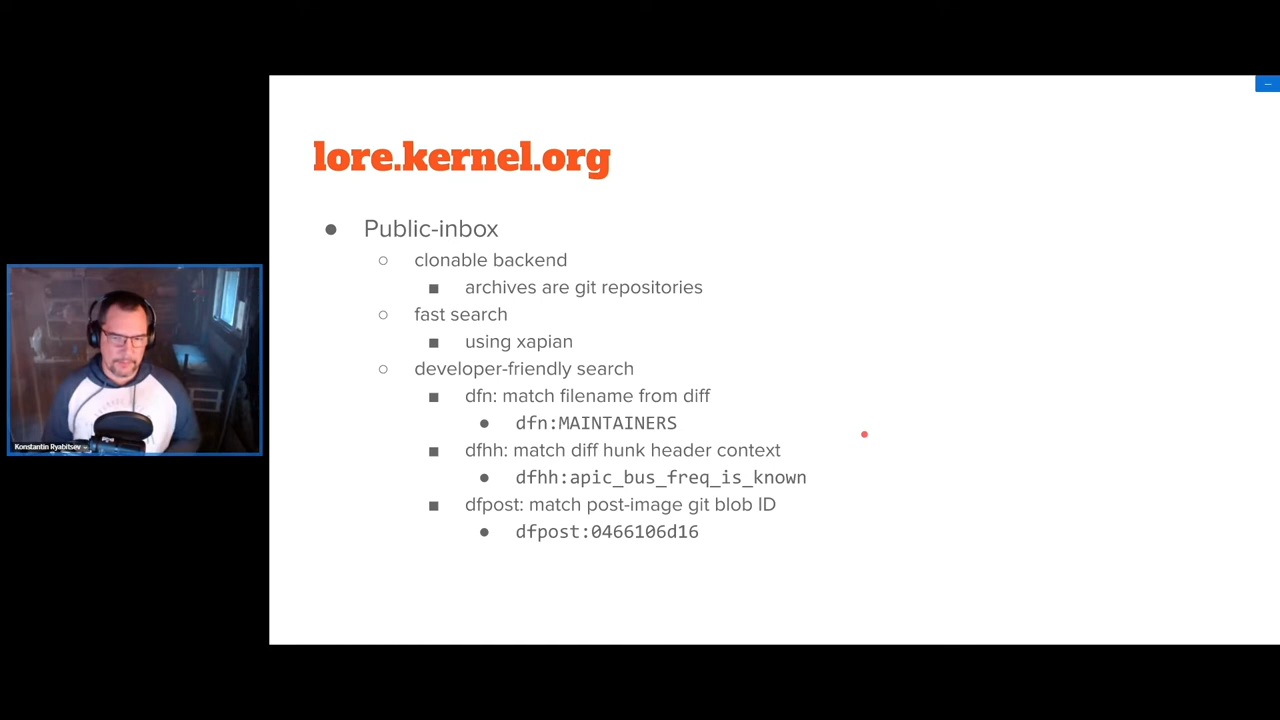 lore.kernel.org
● Public-inbox
○ clonable backend
■ archives are git repositories
○ fast search
■ using xapian
○ developer-friendly search
■ dfn: match filename from diff
● dfn:MAINTAINERS
■ dfhh: match diff hunk header context
● dfhh:apic_bus_freq_is_known
■ dfpost: match post-image git blob ID
● dfpost:0466106d16
Konstantin Ryabitsev